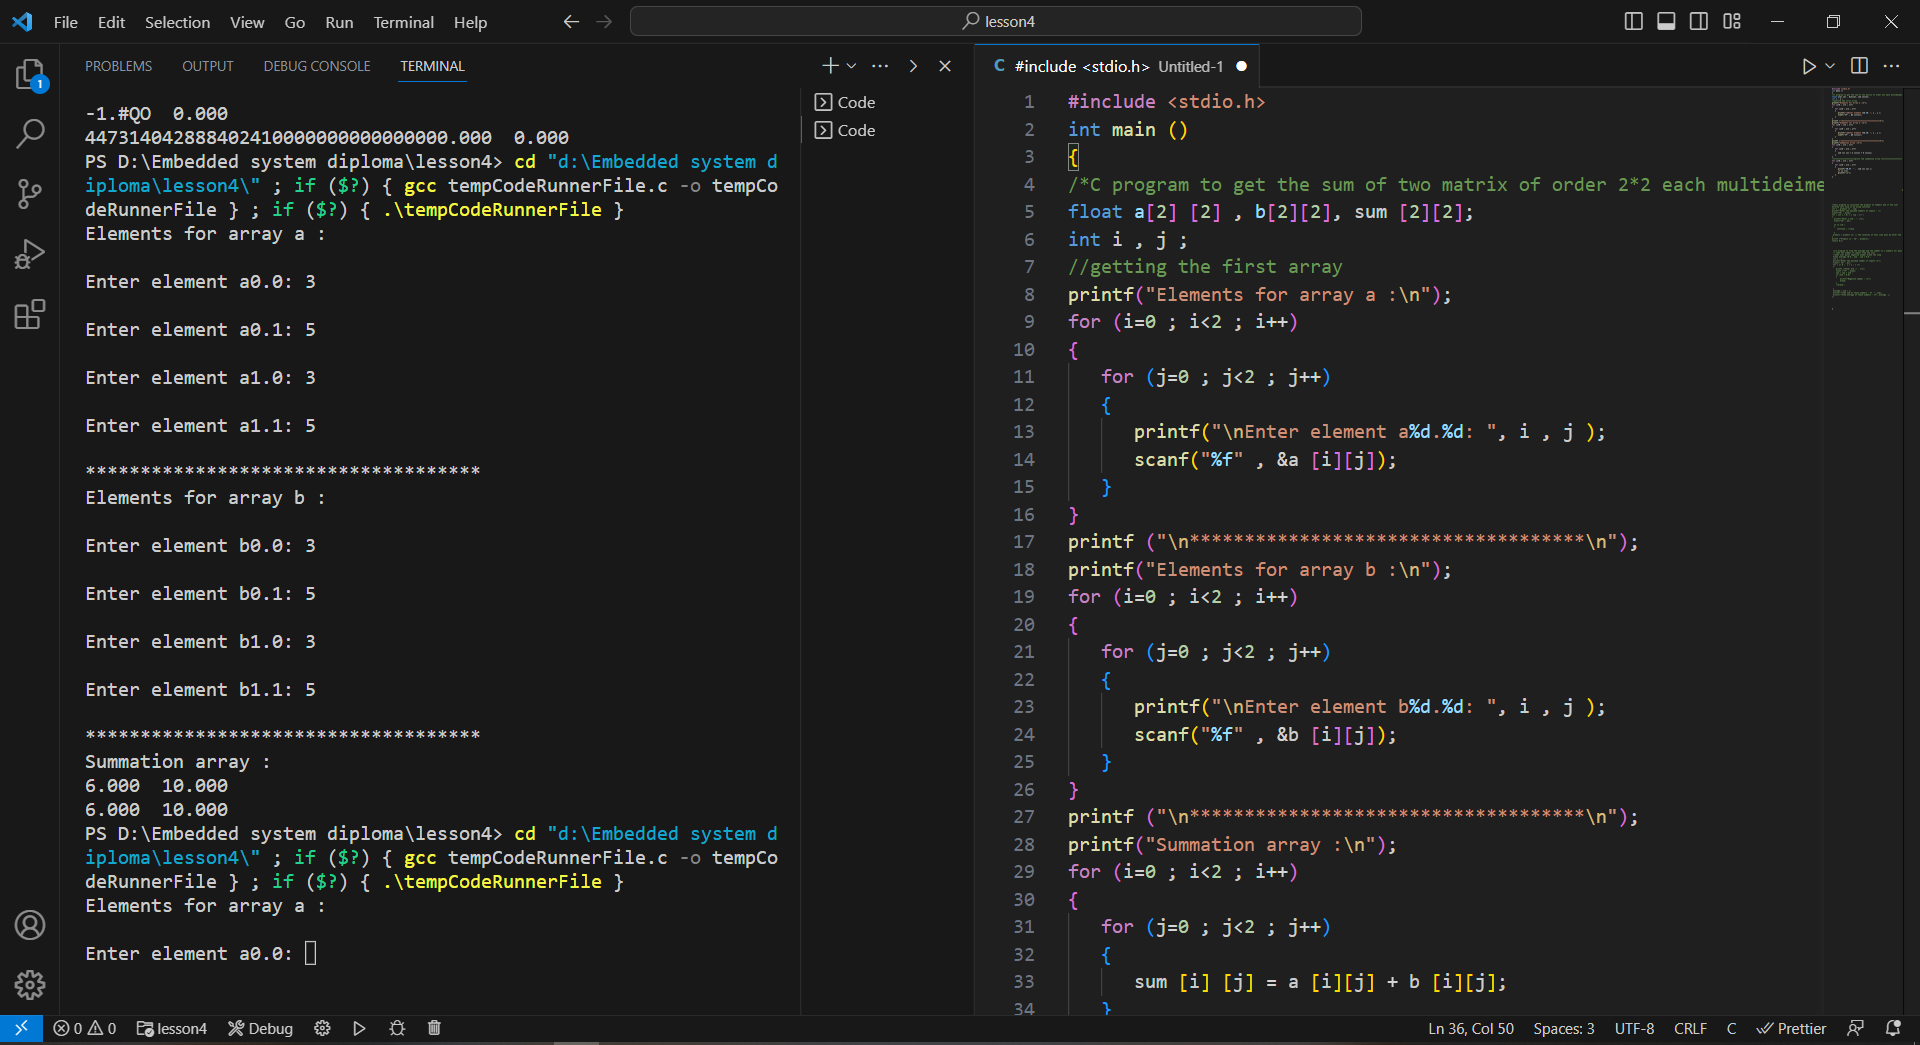 File Edit Selection View Go Run Terminal Help
lesson4
1
PROBLEMS OUTPUT DEBUG CONSOLE TERMINAL
Code
Code
-1.#QO  0.000
PS D:\Embedded system diploma\lesson4> cd "d:\Embedded system d
iploma\lesson4\" ; if ($?) { gcc tempCodeRunnerFile.c -o tempCo
deRunnerFile } ; if ($?) { .\tempCodeRunnerFile }
Elements for array a :
Enter element a0.0: 3
Enter element a0.1: 5
Enter element a1.0: 3
Enter element a1.1: 5
************************************
Elements for array b :
Enter element b0.0: 3
Enter element b0.1: 5
Enter element b1.0: 3
Enter element b1.1: 5
************************************
Summation array :
6.000  10.000
6.000  10.000
PS D:\Embedded system diploma\lesson4> cd "d:\Embedded system d
iploma\lesson4\" ; if ($?) { gcc tempCodeRunnerFile.c -o tempCo
deRunnerFile } ; if ($?) { .\tempCodeRunnerFile }
Elements for array a :
Enter element a0.0:
C #include <stdio.h> Untitled-1
1 #include <stdio.h>
2 int main ()
3 {
4 /*C program to get the sum of two matrix of order 2*2 each multideime
5 float a[2] [2] , b[2][2], sum [2][2];
6 int i , j ;
7 //getting the first array
8 printf("Elements for array a :\n");
9 for (i=0 ; i<2 ; i++)
10 {
11 for (j=0 ; j<2 ; j++)
12 {
13 printf("\nEnter element a%d.%d: ", i , j );
14 scanf("%f" , &a [i][j]);
15 }
16 }
17 printf ("\n************************************\n");
18 printf("Elements for array b :\n");
19 for (i=0 ; i<2 ; i++)
20 {
21 for (j=0 ; j<2 ; j++)
22 {
23 printf("\nEnter element b%d.%d: ", i , j );
24 scanf("%f" , &b [i][j]);
25 }
26 }
27 printf ("\n************************************\n");
28 printf("Summation array :\n");
29 for (i=0 ; i<2 ; i++)
30 {
31 for (j=0 ; j<2 ; j++)
32 {
33 sum [i] [j] = a [i][j] + b [i][j];
34 }
0 0 lesson4 Debug
Ln 36, Col 50 Spaces: 3 UTF-8 CRLF C Prettier